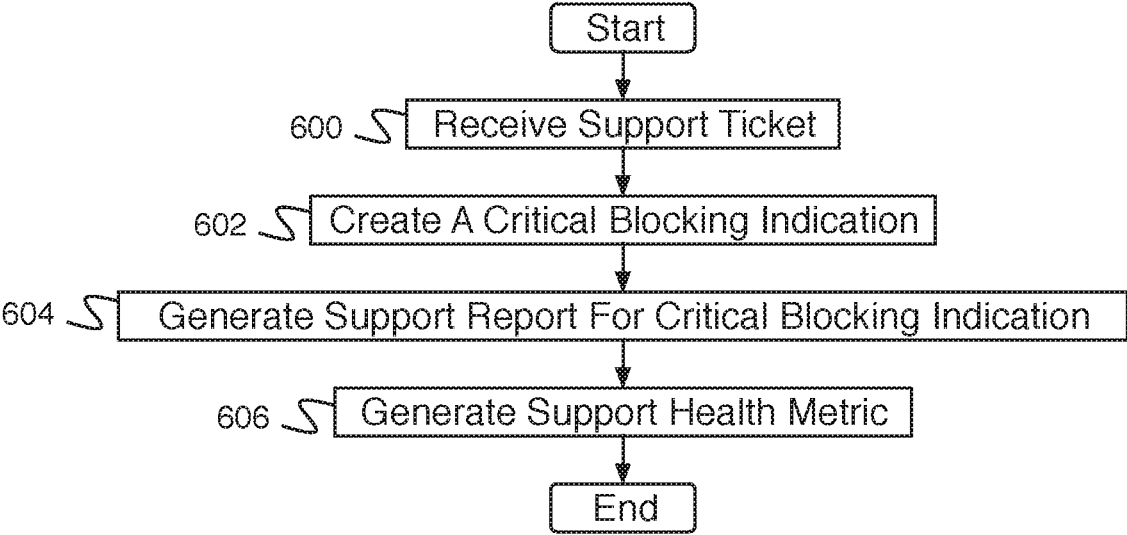 Start
600 Receive Support Ticket
602 Create A Critical Blocking Indication
604 Generate Support Report For Critical Blocking Indication
606 Generate Support Health Metric
End